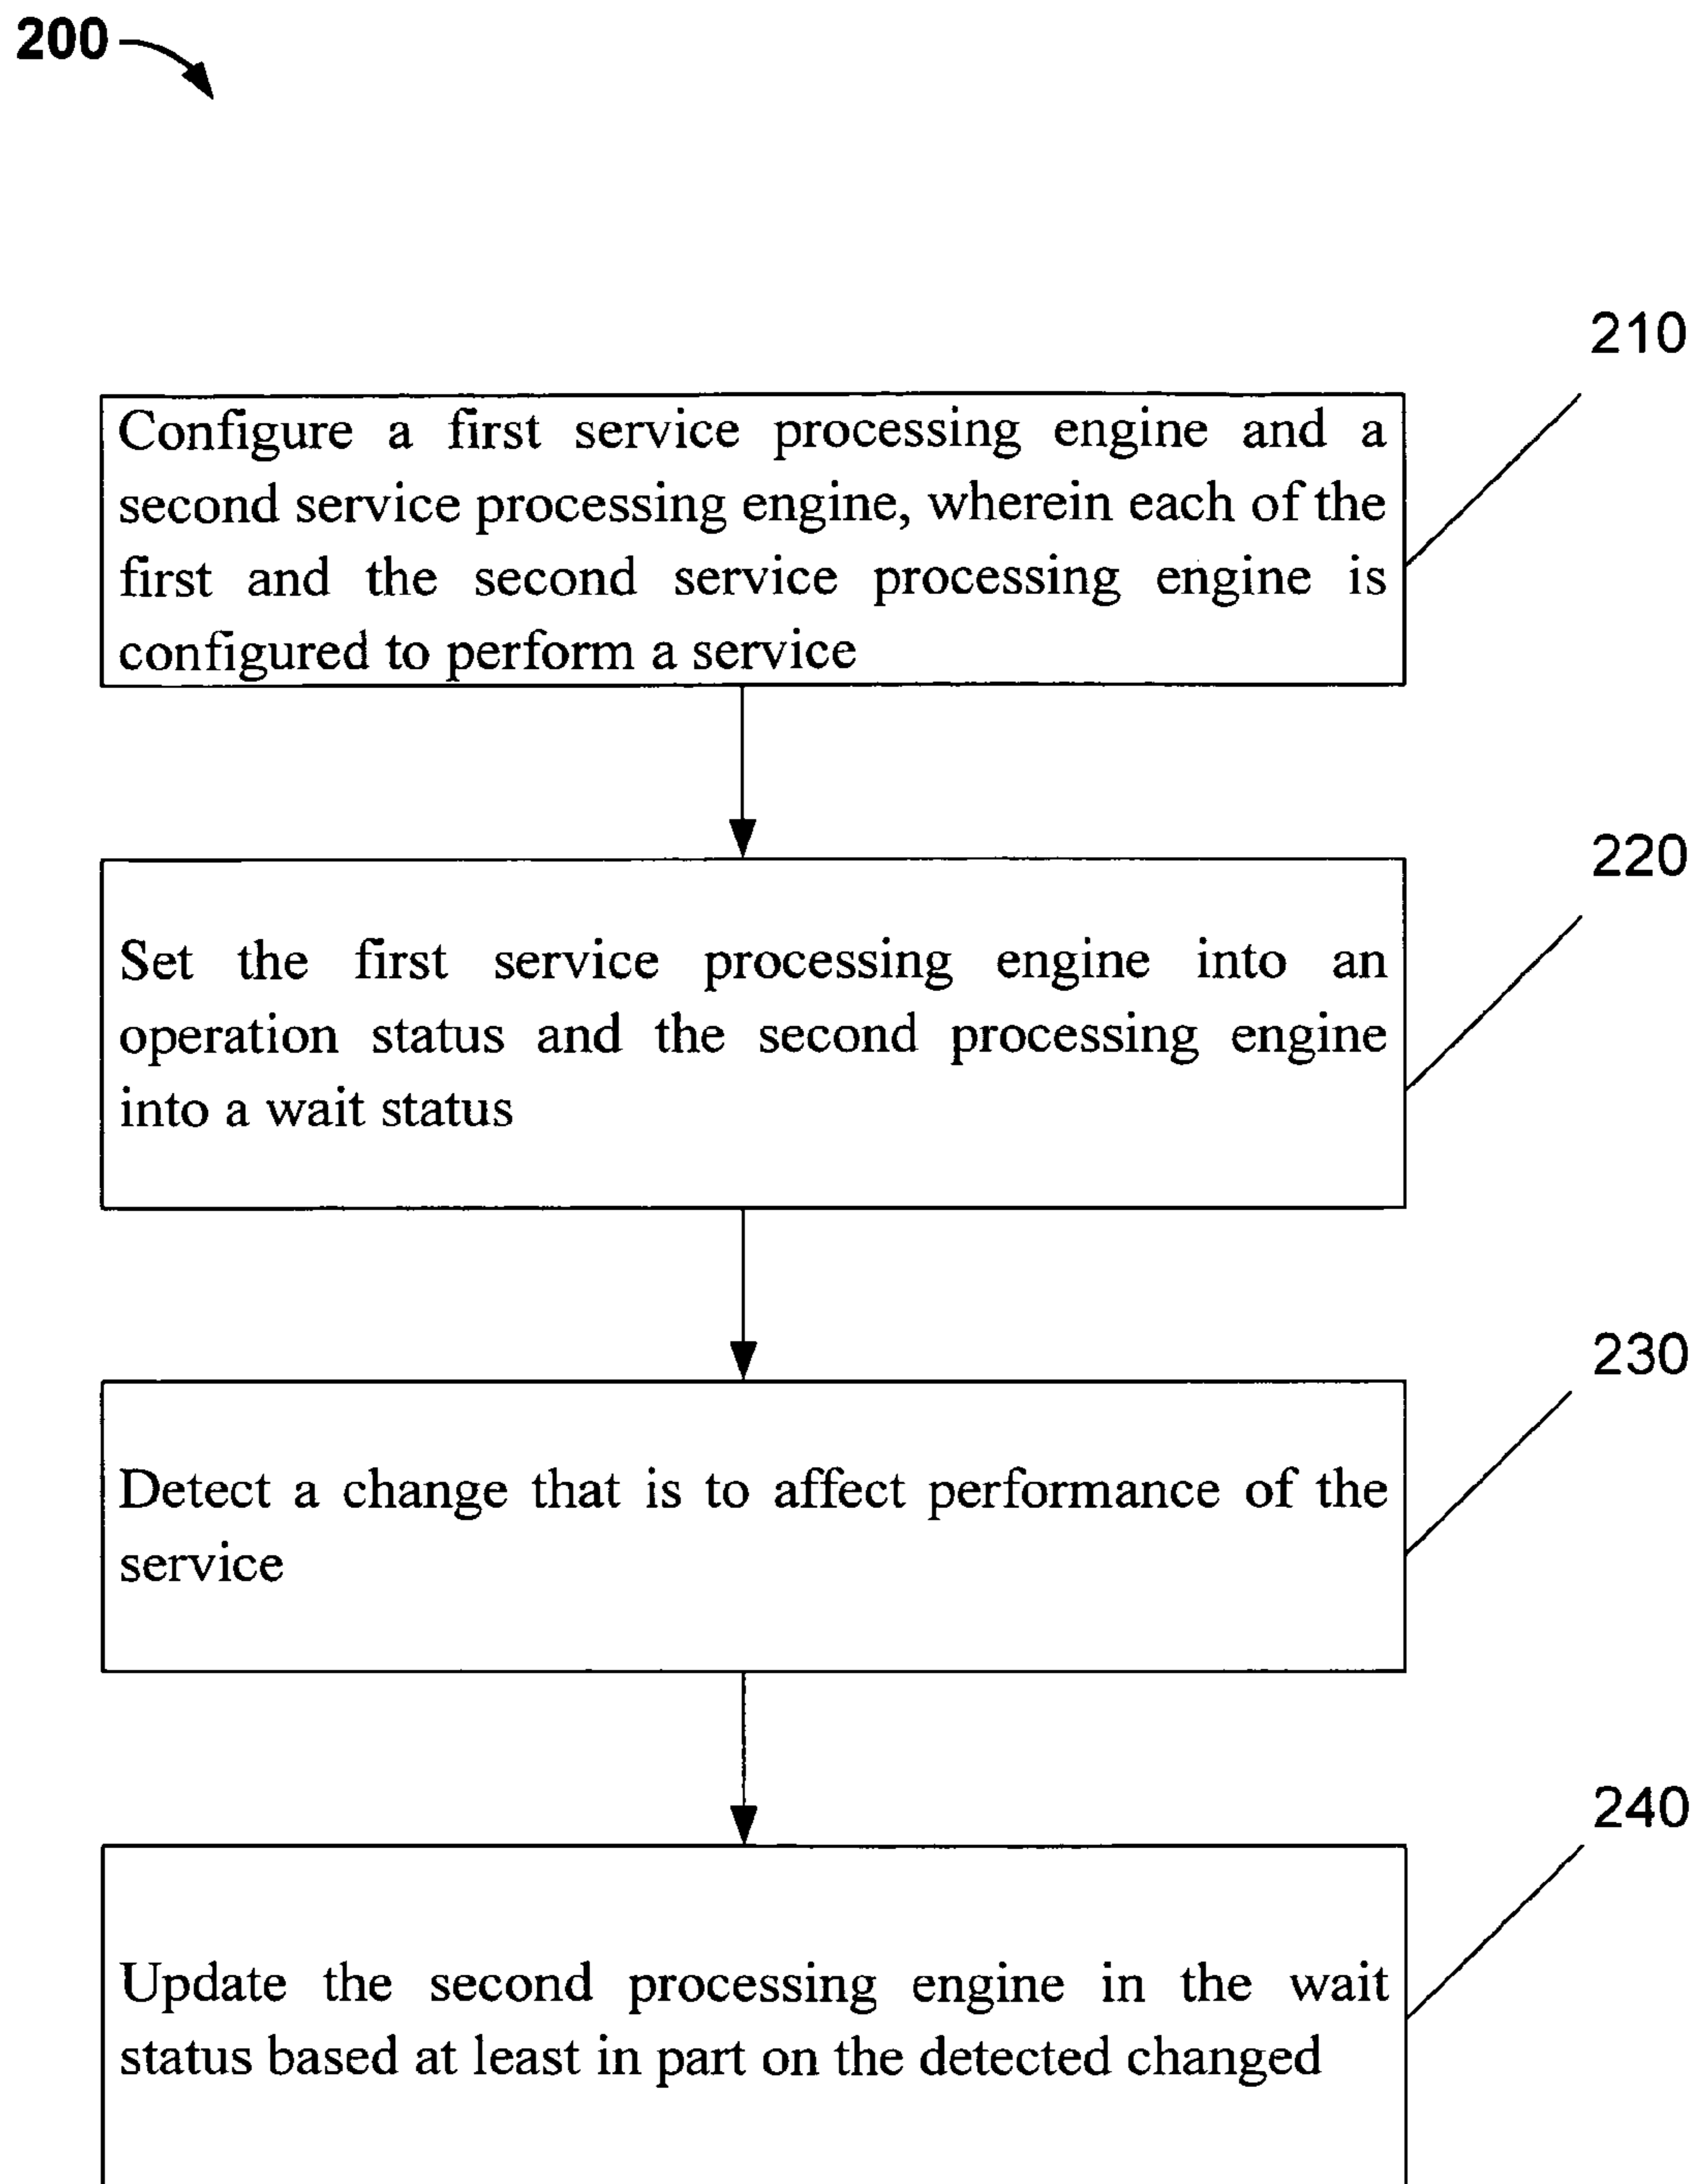 200
210
Configure a first service processing engine and a
second service processing engine, wherein each of the
first and the second service processing engine is
configured to perform a service
220
Set the first service processing engine into an
operation status and the second processing engine
into a wait status
230
Detect a change that is to affect performance of the
service
240
Update the second processing engine in the wait
status based at least in part on the detected changed